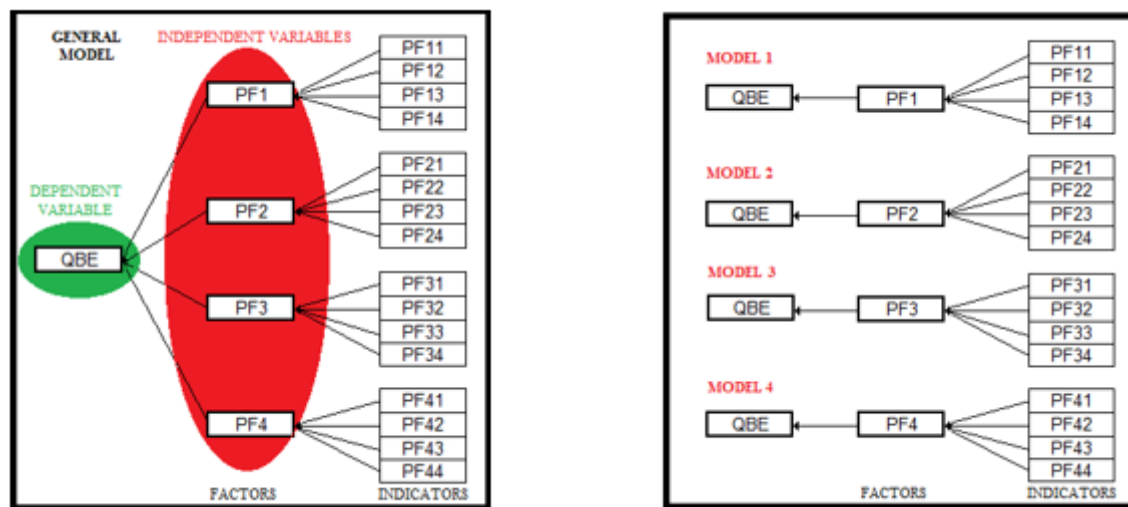 GENERAL
MODEL
INDEPENDENT VARIABLES
PF11
PF12
PF13
PF14
PF1
PF21
PF22
PF23
PF24
PF2
DEPENDENT
VARIABLE
QBE
PF31
PF32
PF33
PF34
PF3
PF41
PF42
PF43
PF44
PF4
FACTORS
INDICATORS
MODEL 1
QBE
PF1
PF11
PF12
PF13
PF14
MODEL 2
QBE
PF2
PF21
PF22
PF23
PF24
MODEL 3
QBE
PF3
PF31
PF32
PF33
PF34
MODEL 4
QBE
PF4
PF41
PF42
PF43
PF44
FACTORS
INDICATORS